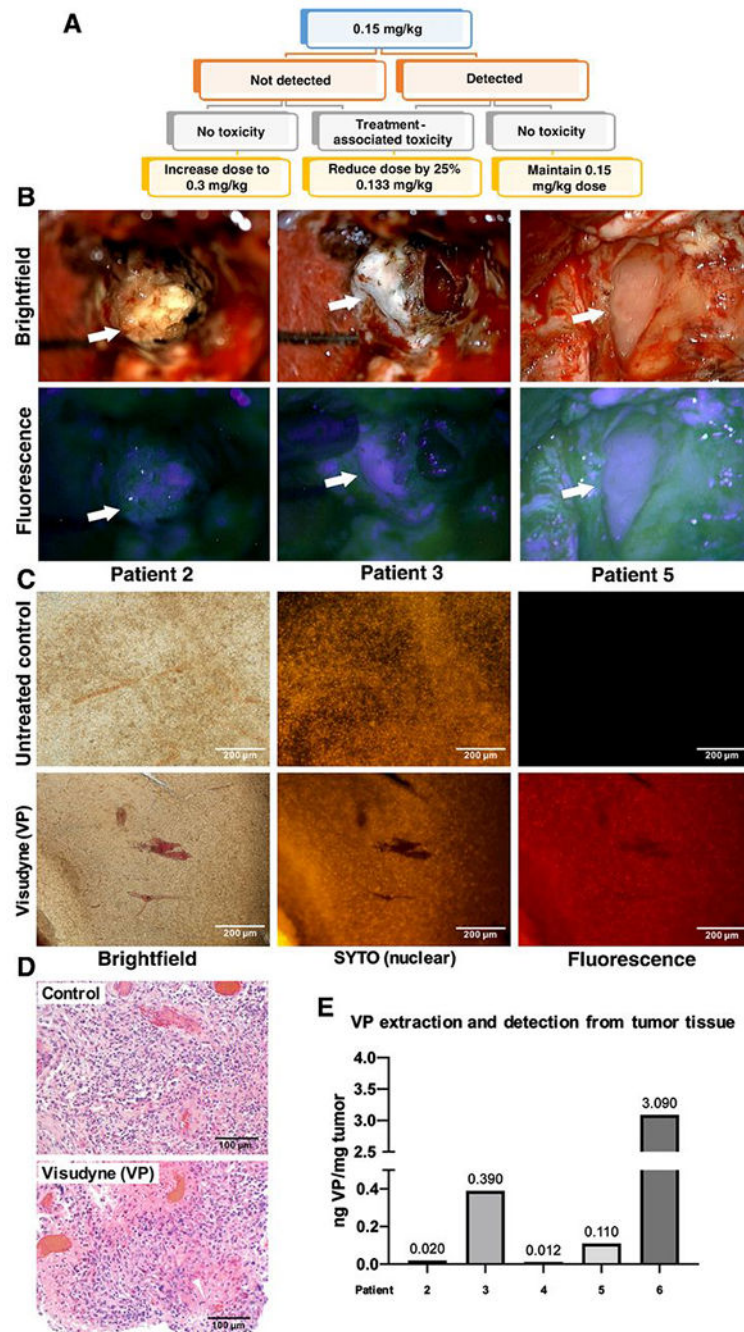 A
0.15 mg/kg
Not detected
Detected
No toxicity
Treatment-
associated toxicity
No toxicity
Increase dose to
0.3 mg/kg
Reduce dose by 25%
0.133 mg/kg
Maintain 0.15
mg/kg dose
B
Brightfield
Fluorescence
Patient 2
Patient 3
Patient 5
C
Untreated control
200 µm
200 µm
200 µm
Visudyne (VP)
200 µm
200 µm
200 µm
Brightfield
SYTO (nuclear)
Fluorescence
D
Control
100 µm
Visudyne (VP)
100 µm
E
VP extraction and detection from tumor tissue
ng VP/mg tumor
4.0
3.5
3.0
2.5
0.4
0.2
0.0
0.020
0.390
0.012
0.110
3.090
Patient 2 3 4 5 6